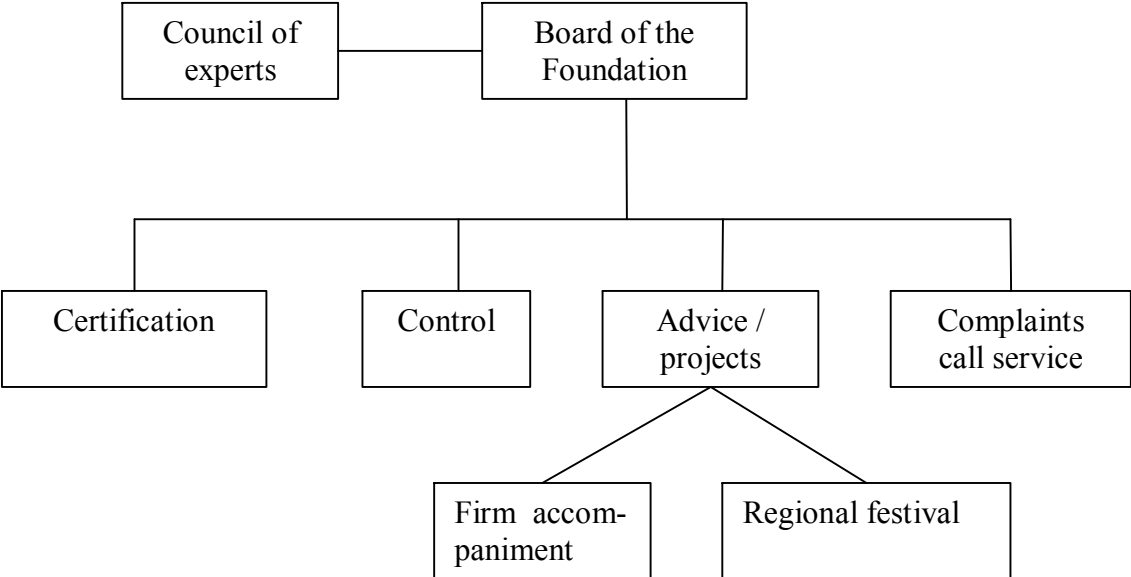 Council of
experts
Board of the
Foundation
Certification
Control
Advice /
projects
Complaints
call service
Firm accom-
paniment
Regional festival